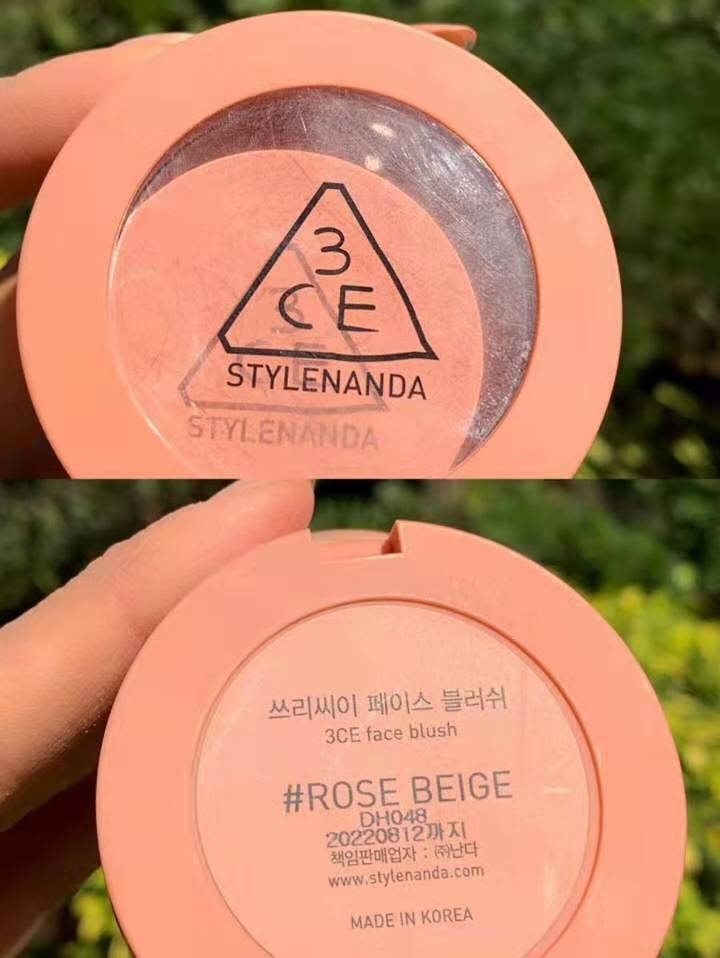 3
CE
STYLENANDA
3
CE
STYLENANDA
쓰리씨이 페이스 블러쉬
3CE face blush
#ROSE BEIGE
DH048
20220812까지
책임판매업자 : ㈜난다
www.stylenanda.com
MADE IN KOREA